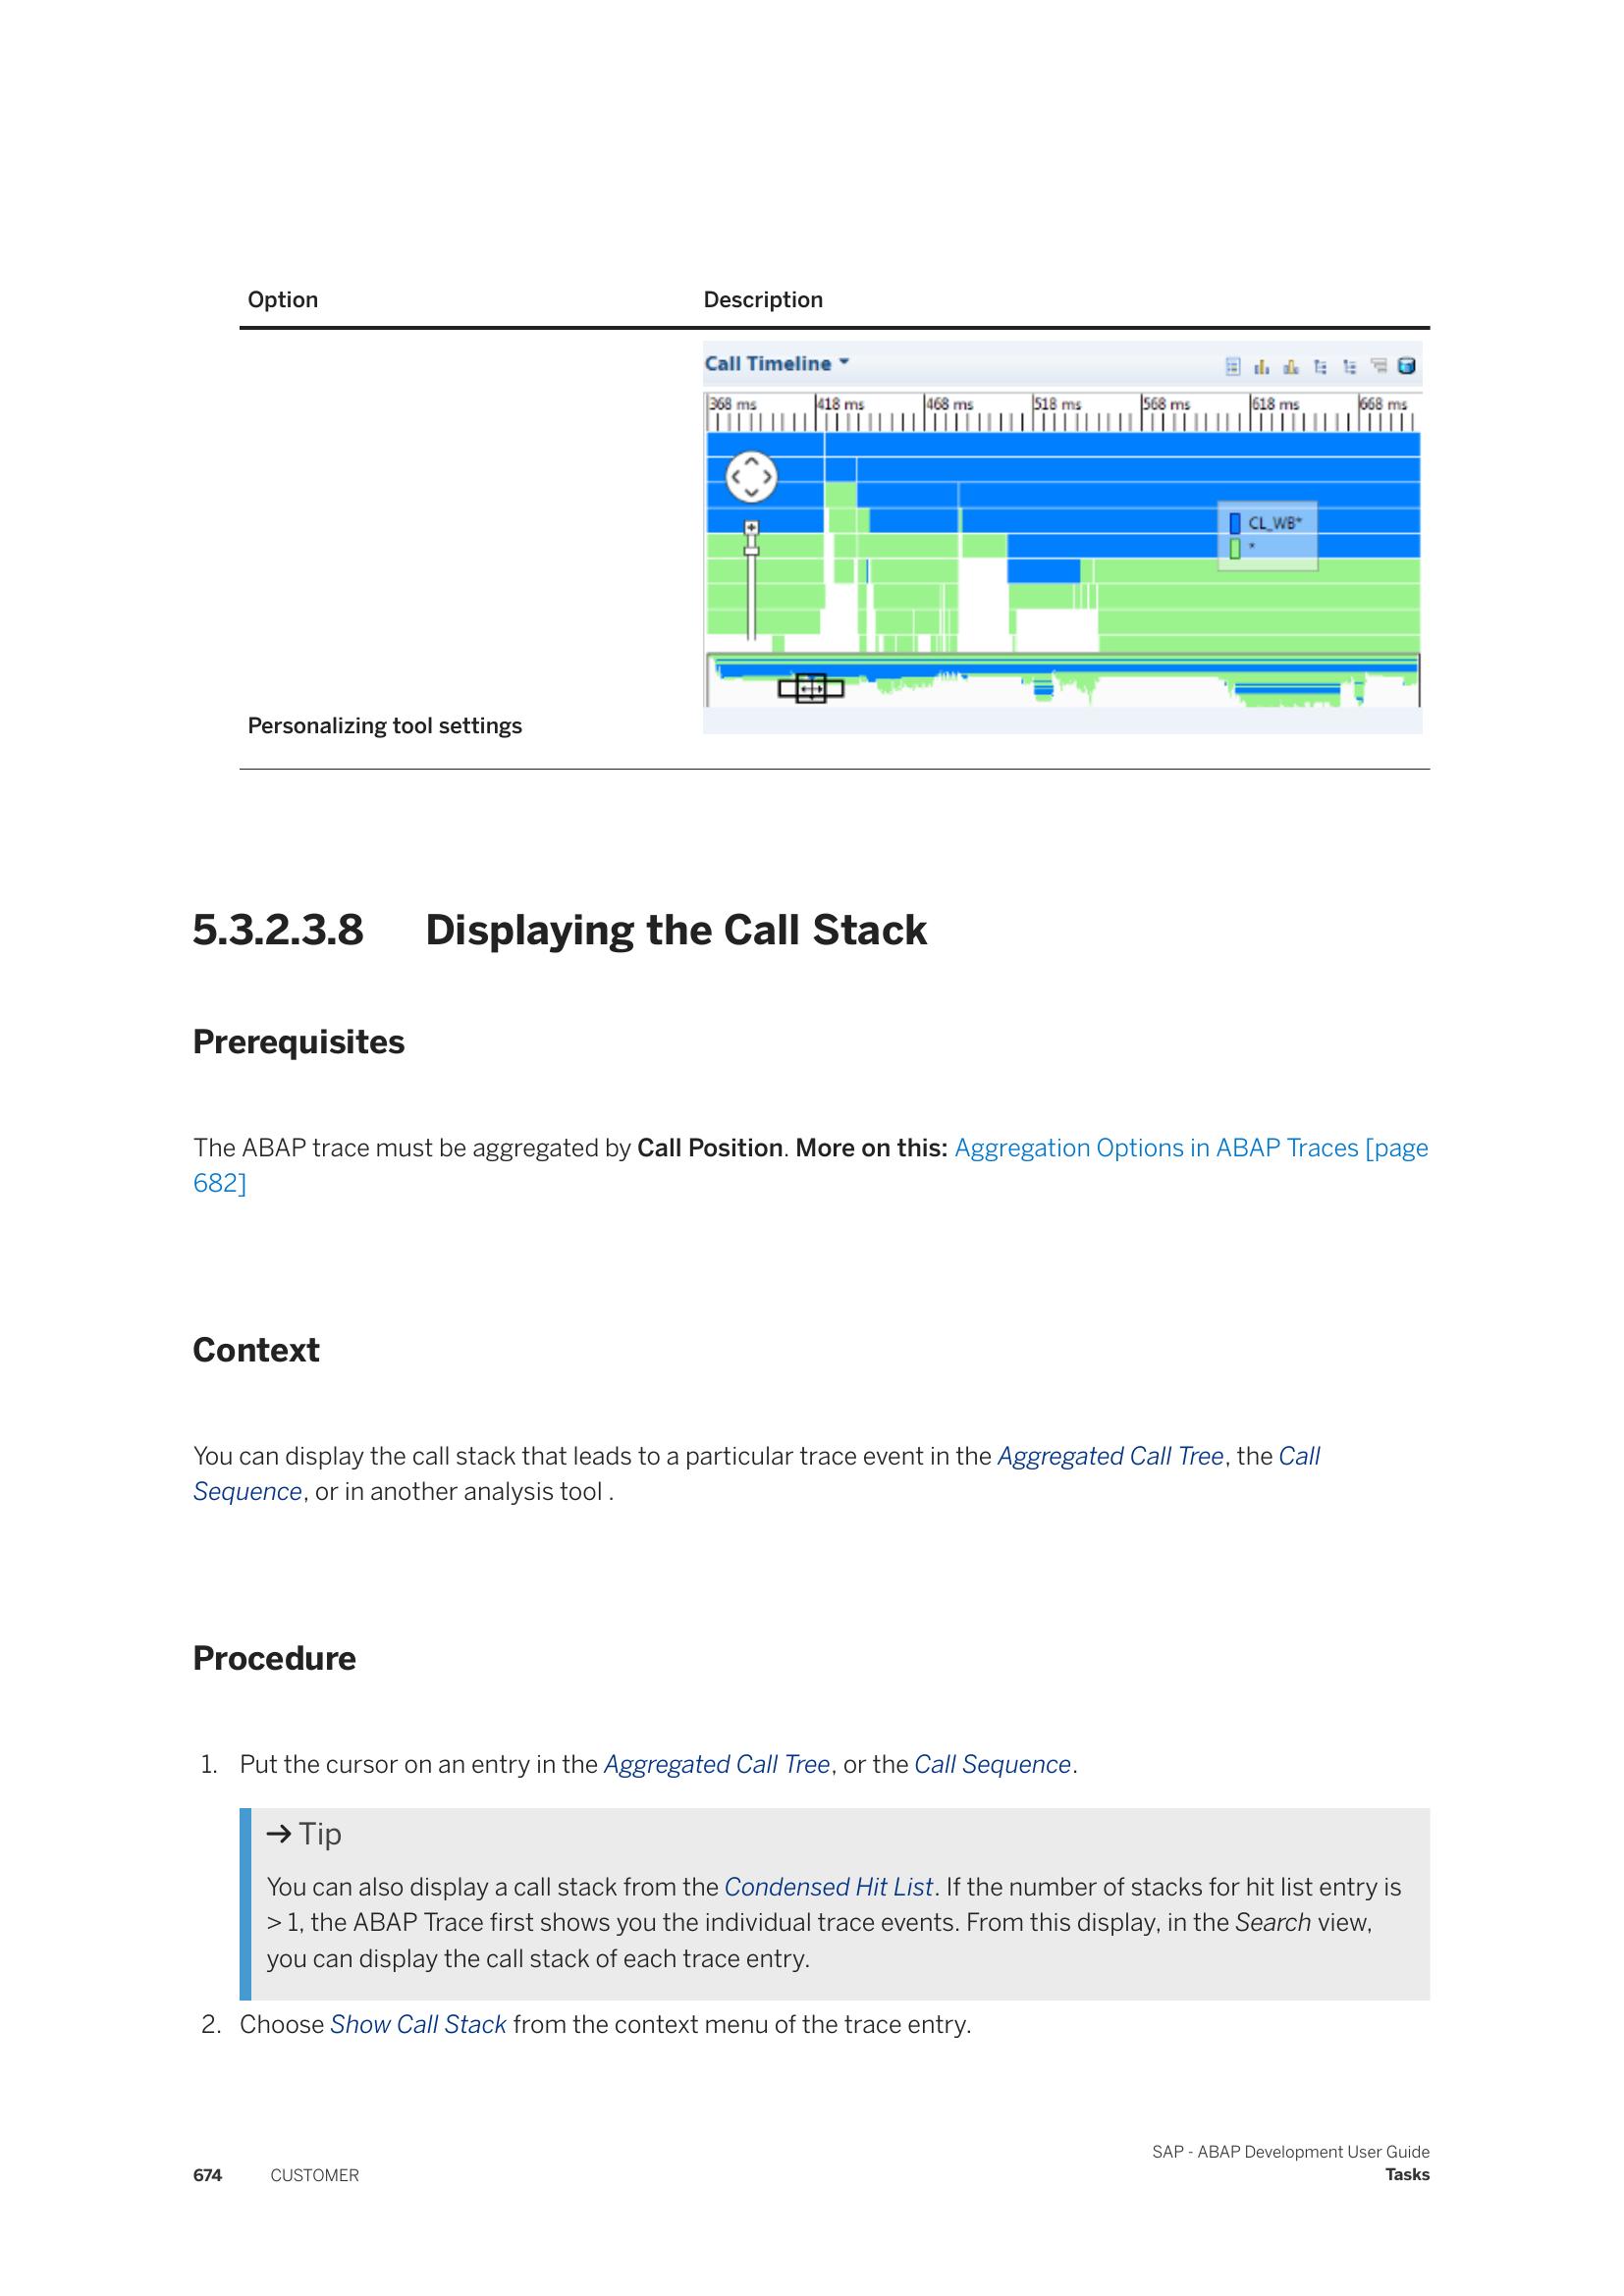 Option Description
Call Timeline
368 ms 418 ms 468 ms 518 ms 568 ms 618 ms 668 ms
CL_WB*
*
Personalizing tool settings
5.3.2.3.8 Displaying the Call Stack
Prerequisites
The ABAP trace must be aggregated by Call Position. More on this: Aggregation Options in ABAP Traces [page
682]
Context
You can display the call stack that leads to a particular trace event in the Aggregated Call Tree, the Call
Sequence, or in another analysis tool .
Procedure
1. Put the cursor on an entry in the Aggregated Call Tree, or the Call Sequence.
→ Tip
You can also display a call stack from the Condensed Hit List. If the number of stacks for hit list entry is
> 1, the ABAP Trace first shows you the individual trace events. From this display, in the Search view,
you can display the call stack of each trace entry.
2. Choose Show Call Stack from the context menu of the trace entry.
SAP - ABAP Development User Guide
674 CUSTOMER Tasks